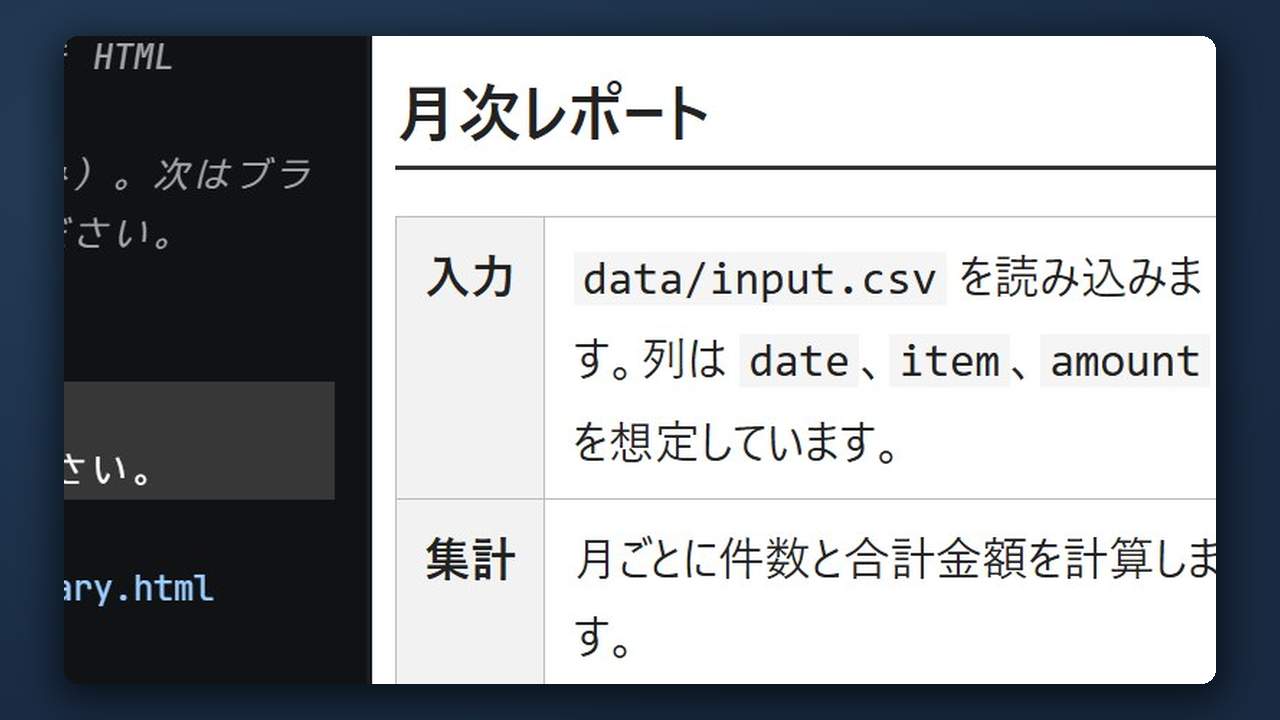 HTML
）。次はブラ
ださい。
さい。
ary.html
月次レポート
入力
data/input.csv を読み込みま
す。列は date、item、amount
を想定しています。
集計
月ごとに件数と合計金額を計算しま
す。